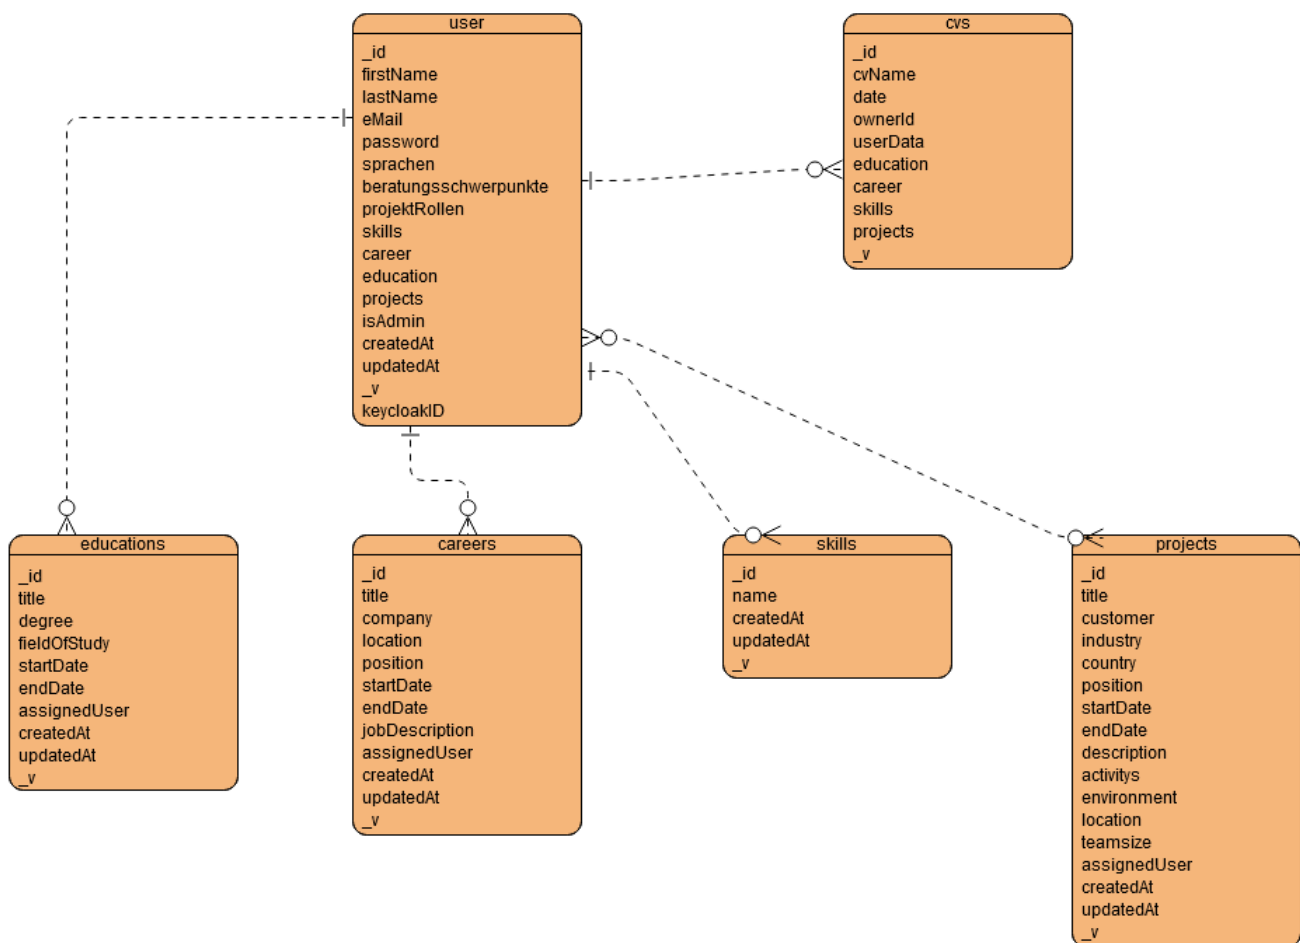 user
_id
firstName
lastName
eMail
password
sprachen
beratungsschwerpunkte
projektRollen
skills
career
education
projects
isAdmin
createdAt
updatedAt
_v
keycloakID
cvs
_id
cvName
date
ownerId
userData
education
career
skills
projects
_v
educations
_id
title
degree
fieldOfStudy
startDate
endDate
assignedUser
createdAt
updatedAt
_v
careers
_id
title
company
location
position
startDate
endDate
jobDescription
assignedUser
createdAt
updatedAt
_v
skills
_id
name
createdAt
updatedAt
_v
projects
_id
title
customer
industry
country
position
startDate
endDate
description
activitys
environment
location
teamsize
assignedUser
createdAt
updatedAt
_v